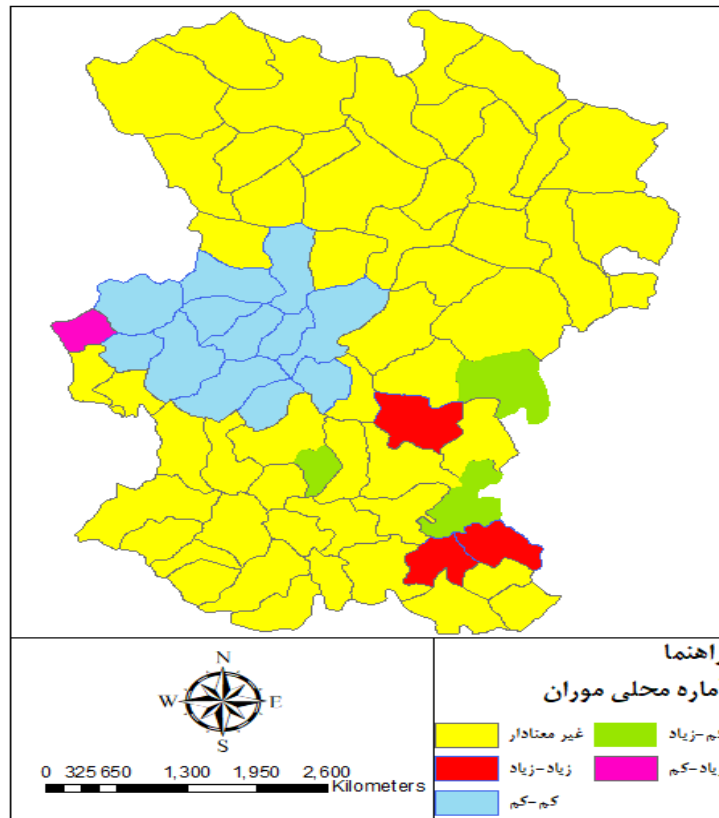 N
W E
S
0 325 650 1,300 1,950 2,600
Kilometers
راهنما
ماره محلی موران
غیر معنادار
کم-زیاد
زیاد-زیاد
زیاد-کم
کم-کم